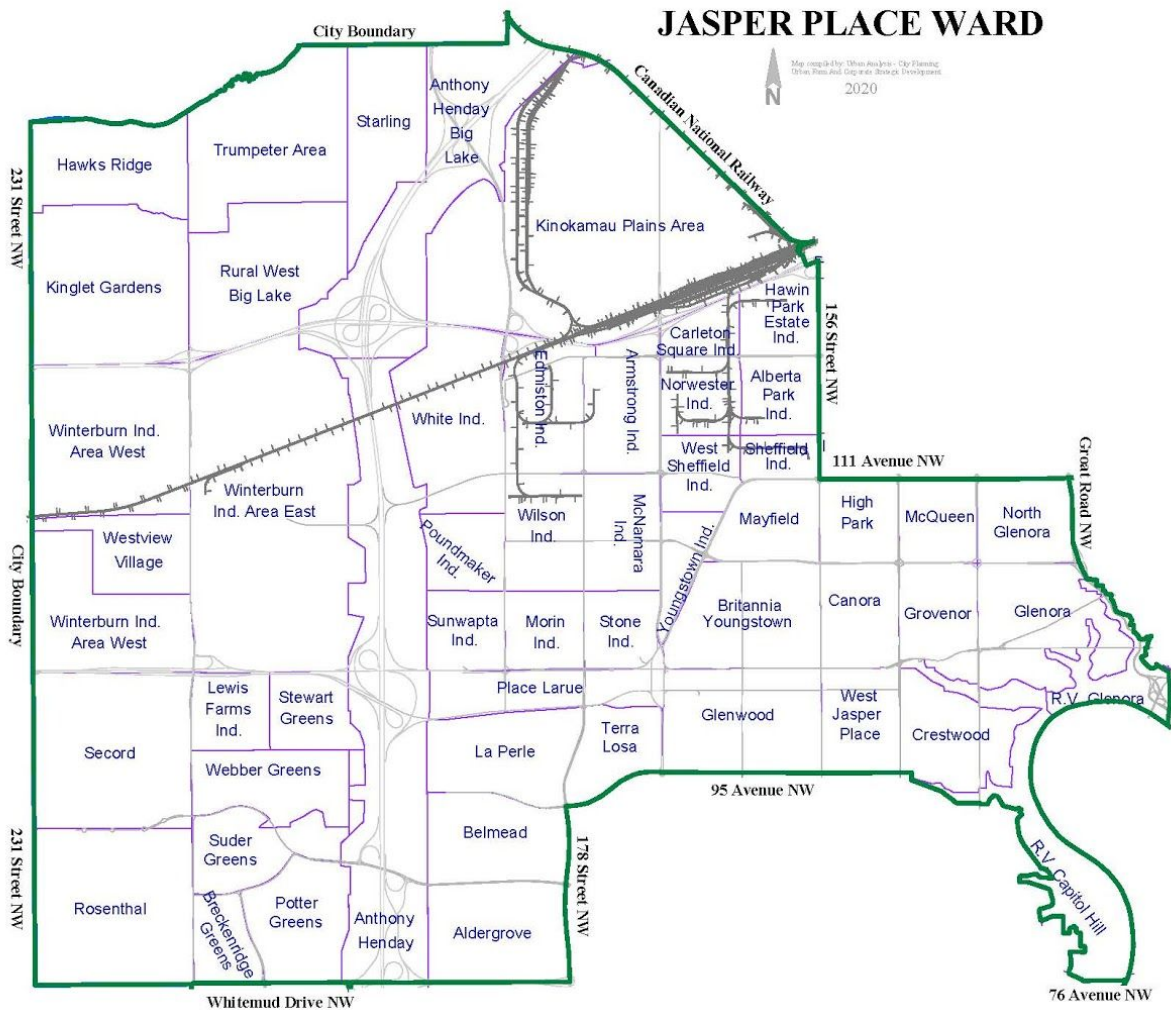 JASPER PLACE WARD
Map compiled by: Urban Analysis - City Planning
Urban Form And Corporate Strategic Development
2020
N
City Boundary
Canadian National Railway
231 Street NW
Anthony
Henday
Big
Lake
Starling
Trumpeter Area
Hawks Ridge
Kinokamau Plains Area
Kinglet Gardens
Rural West
Big Lake
Hawin
Park
Estate
Ind.
156 Street NW
Carleton
Square Ind.
Edmiston Ind.
Armstrong Ind.
Norwester
Ind.
Alberta
Park
Ind.
White Ind.
Winterburn Ind.
Area West
West
Sheffield
Ind.
Sheffield
Ind.
111 Avenue NW
Groat Road NW
Winterburn
Ind. Area East
Wilson
Ind.
McNamara
Ind.
Mayfield
High
Park
McQueen
North
Glenora
City Boundary
Westview
Village
Poundmaker
Ind.
Youngstown Ind.
Winterburn Ind.
Area West
Sunwapta
Ind.
Morin
Ind.
Stone
Ind.
Britannia
Youngstown
Canora
Grovenor
Glenora
Lewis
Farms
Ind.
Stewart
Greens
Place Larue
R.V. Glenora
Secord
La Perle
Terra
Losa
Glenwood
West
Jasper
Place
Crestwood
Webber Greens
95 Avenue NW
231 Street NW
Suder
Greens
Belmead
178 Street NW
R.V. Capitol Hill
Rosenthal
Breckenridge
Greens
Potter
Greens
Anthony
Henday
Aldergrove
Whitemud Drive NW
76 Avenue NW